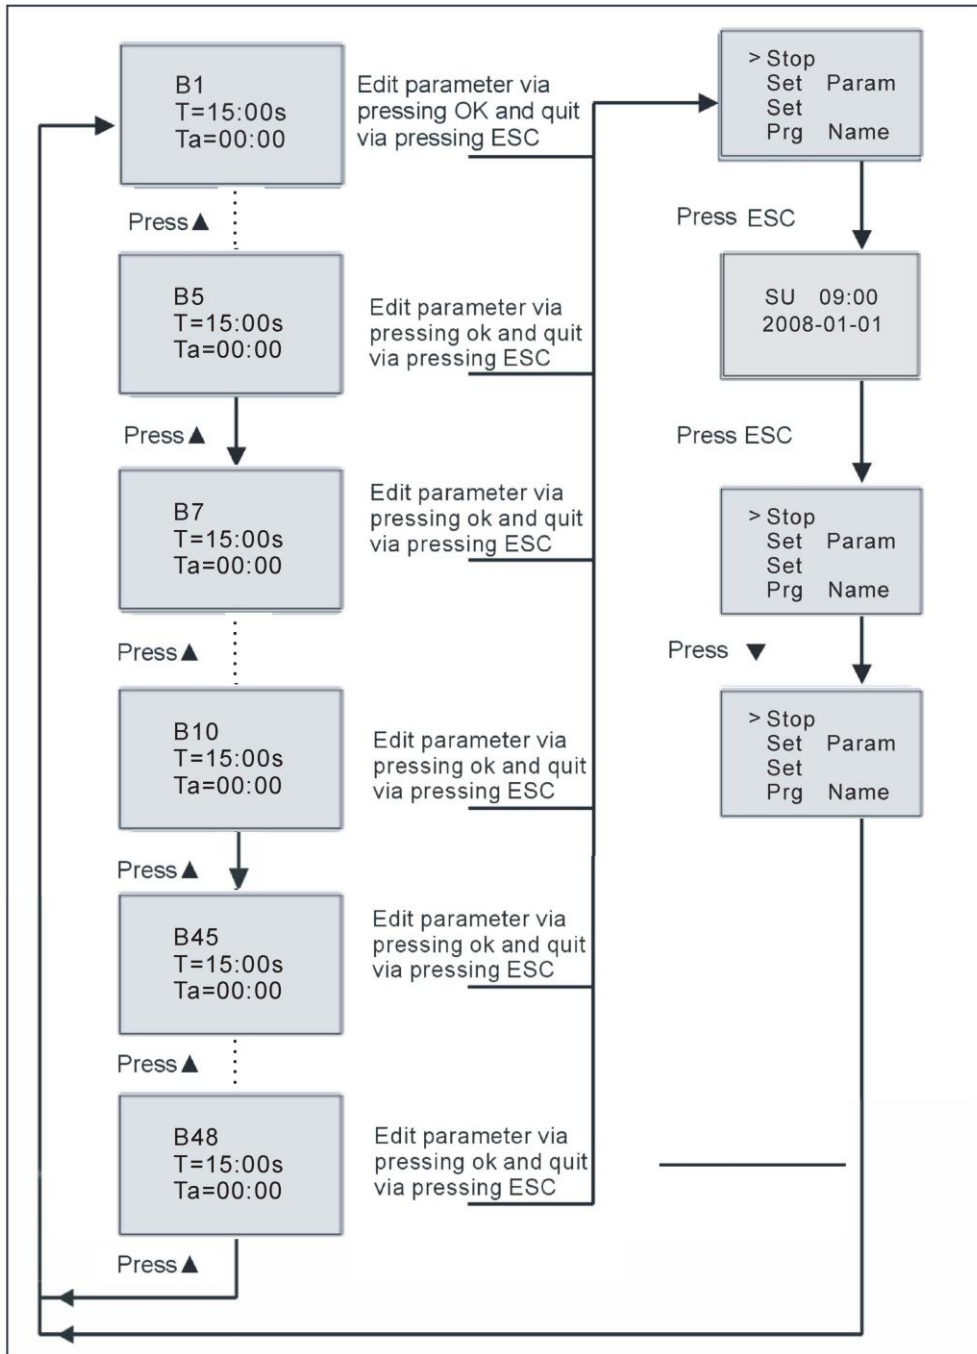 B1
T=15:00s
Ta=00:00
Edit parameter via
pressing OK and quit
via pressing ESC
Press▲
B5
T=15:00s
Ta=00:00
Edit parameter via
pressing ok and quit
via pressing ESC
Press▲
B7
T=15:00s
Ta=00:00
Edit parameter via
pressing ok and quit
via pressing ESC
Press▲
B10
T=15:00s
Ta=00:00
Edit parameter via
pressing ok and quit
via pressing ESC
Press▲
B45
T=15:00s
Ta=00:00
Edit parameter via
pressing ok and quit
via pressing ESC
Press▲
B48
T=15:00s
Ta=00:00
Edit parameter via
pressing ok and quit
via pressing ESC
Press▲
> Stop
Set Param
Set
Prg Name
Press ESC
SU 09:00
2008-01-01
Press ESC
> Stop
Set Param
Set
Prg Name
Press ▼
> Stop
Set Param
Set
Prg Name